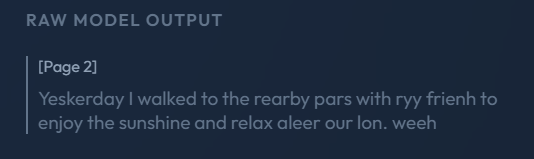 RAW MODEL OUTPUT
[Page 2]
Yeskerday I walked to the rearby pars with ryy frienh to
enjoy the sunshine and relax aleer our lon. weeh